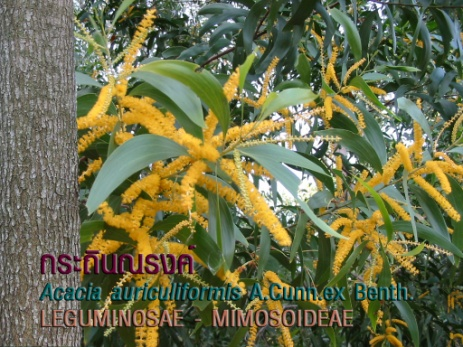 กระถินณรงค์
Acacia auriculiformis A.Cunn.ex Benth.
LEGUMINOSAE MIMOSOIDEAE